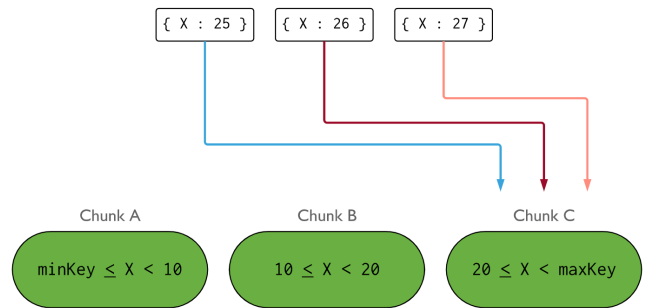 { X : 25 } { X : 26 } { X : 27 }
Chunk A Chunk B Chunk C
minKey ≤ X < 10 10 ≤ X < 20 20 ≤ X < maxKey